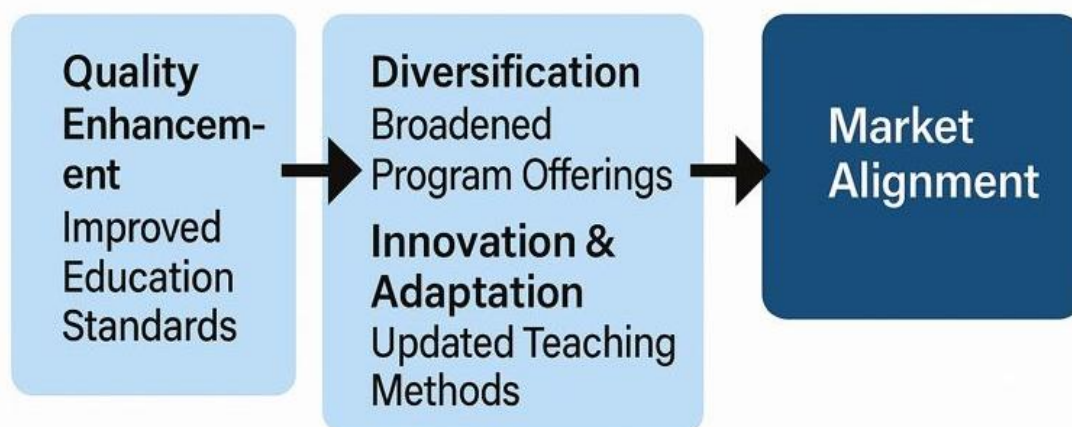 Quality
Enhancem-
ent
Improved
Education
Standards
Diversification
Broadened
Program Offerings
Innovation &
Adaptation
Updated Teaching
Methods
Market
Alignment